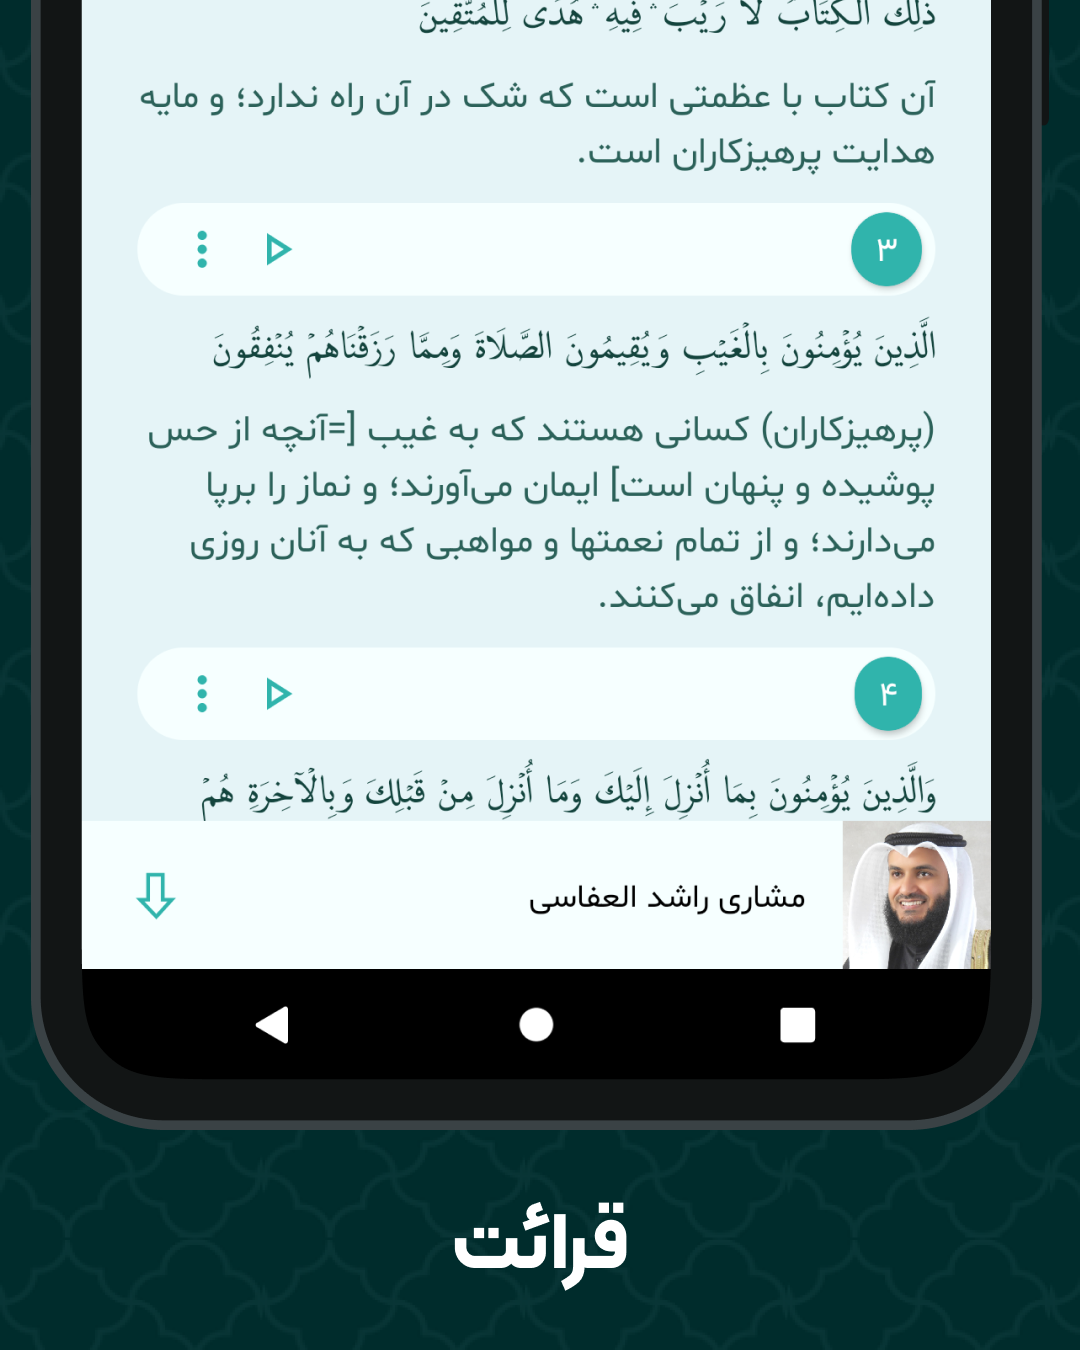 ذَٰلِكَ الْكِتَابُ لَا رَيْبَ ۛ فِيهِ ۛ هُدًى لِلْمُتَّقِينَ
آن کتاب با عظمتی است که شک در آن راه ندارد؛ و مایه
هدایت پرهیزکاران است.
۳
الَّذِينَ يُؤْمِنُونَ بِالْغَيْبِ وَيُقِيمُونَ الصَّلَاةَ وَمِمَّا رَزَقْنَاهُمْ يُنْفِقُونَ
(پرهیزکاران) کسانی هستند که به غیب [=آنچه از حس
پوشیده و پنهان است] ایمان می‌آورند؛ و نماز را برپا
می‌دارند؛ و از تمام نعمتها و مواهبی که به آنان روزی
داده‌ایم، انفاق می‌کنند.
۴
وَالَّذِينَ يُؤْمِنُونَ بِمَا أُنْزِلَ إِلَيْكَ وَمَا أُنْزِلَ مِنْ قَبْلِكَ وَبِالْآخِرَةِ هُمْ
مشاری راشد العفاسی
قرائت